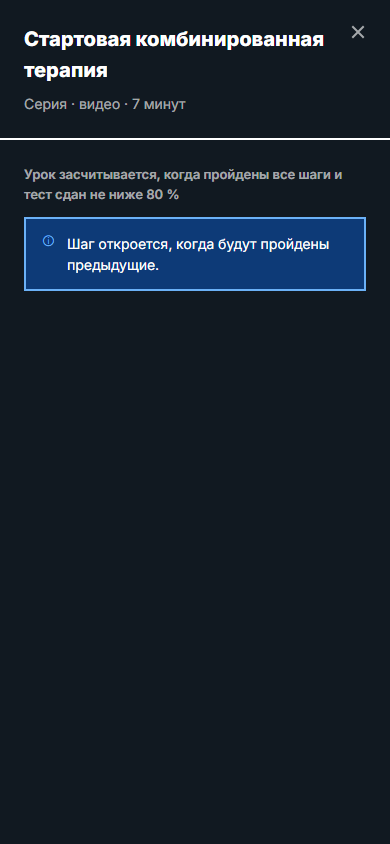 Стартовая комбинированная
терапия
Серия · видео · 7 минут
Урок засчитывается, когда пройдены все шаги и
тест сдан не ниже 80 %
Шаг откроется, когда будут пройдены
предыдущие.